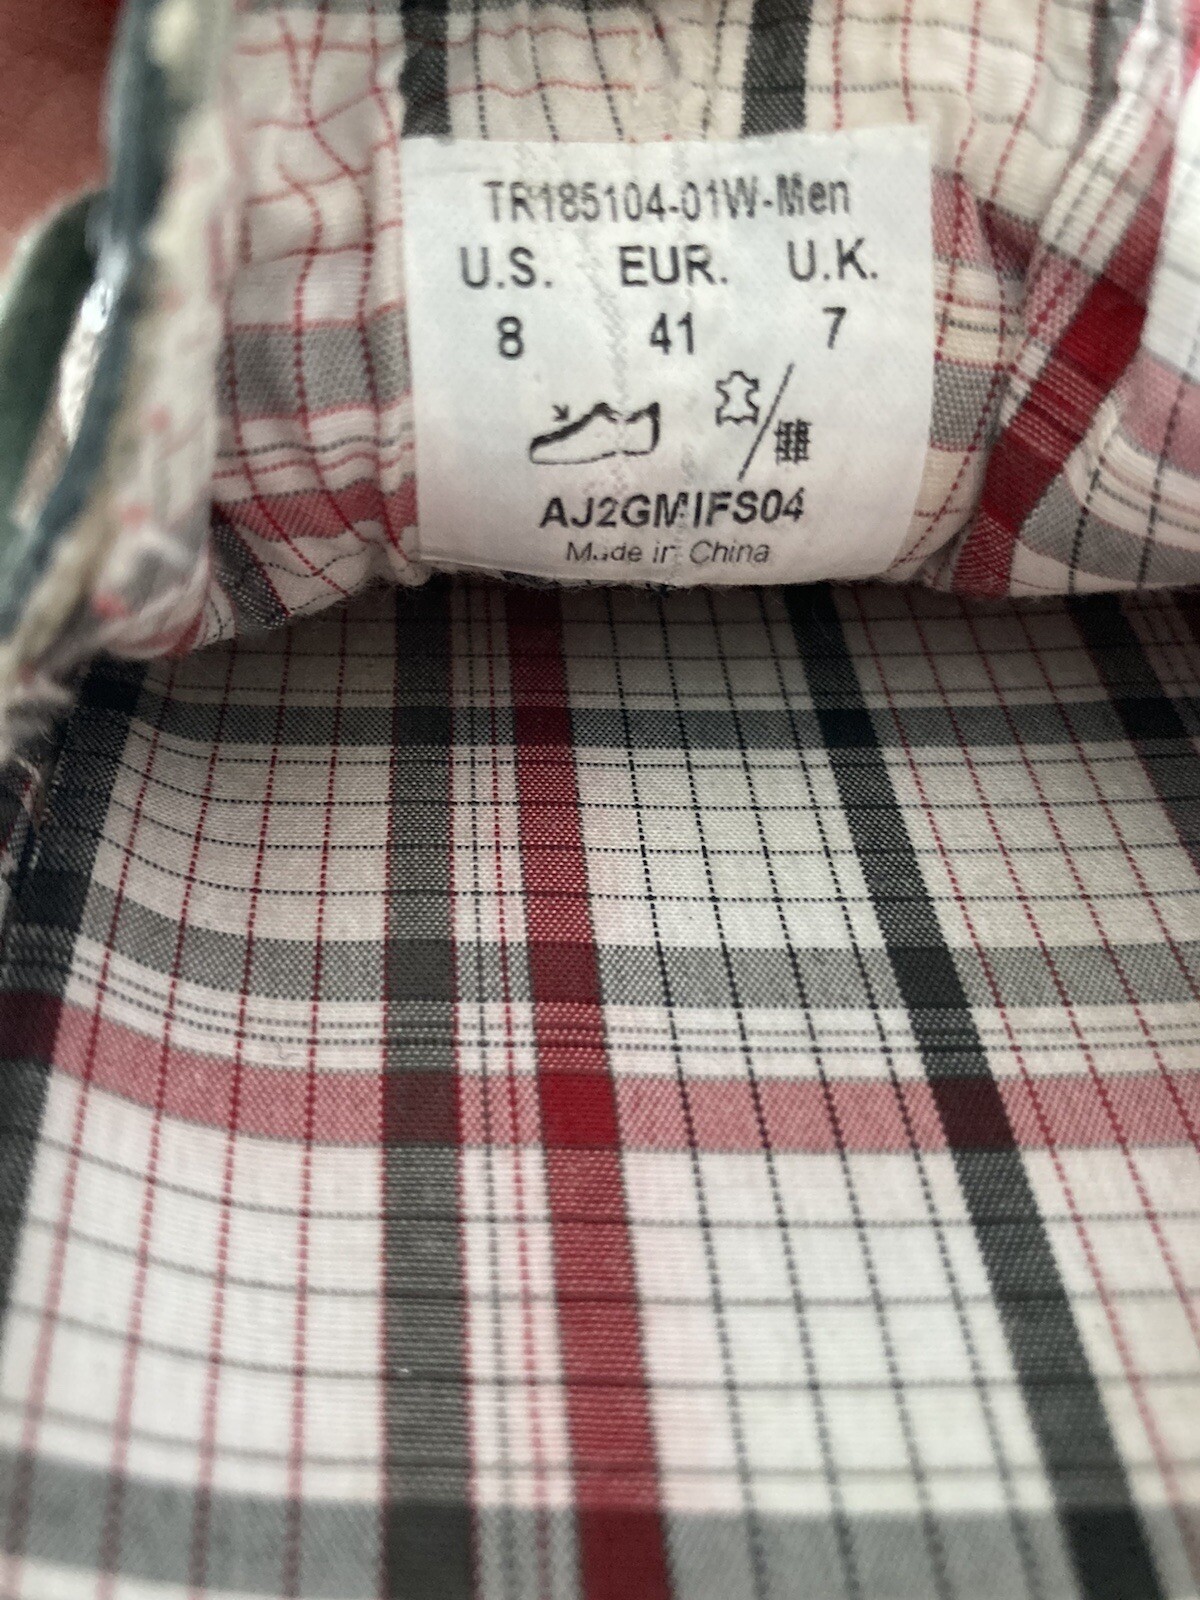 TR185104-01W-Men
U.S. EUR. U.K.
8 41 7
AJ2GMIFS04
Made in China